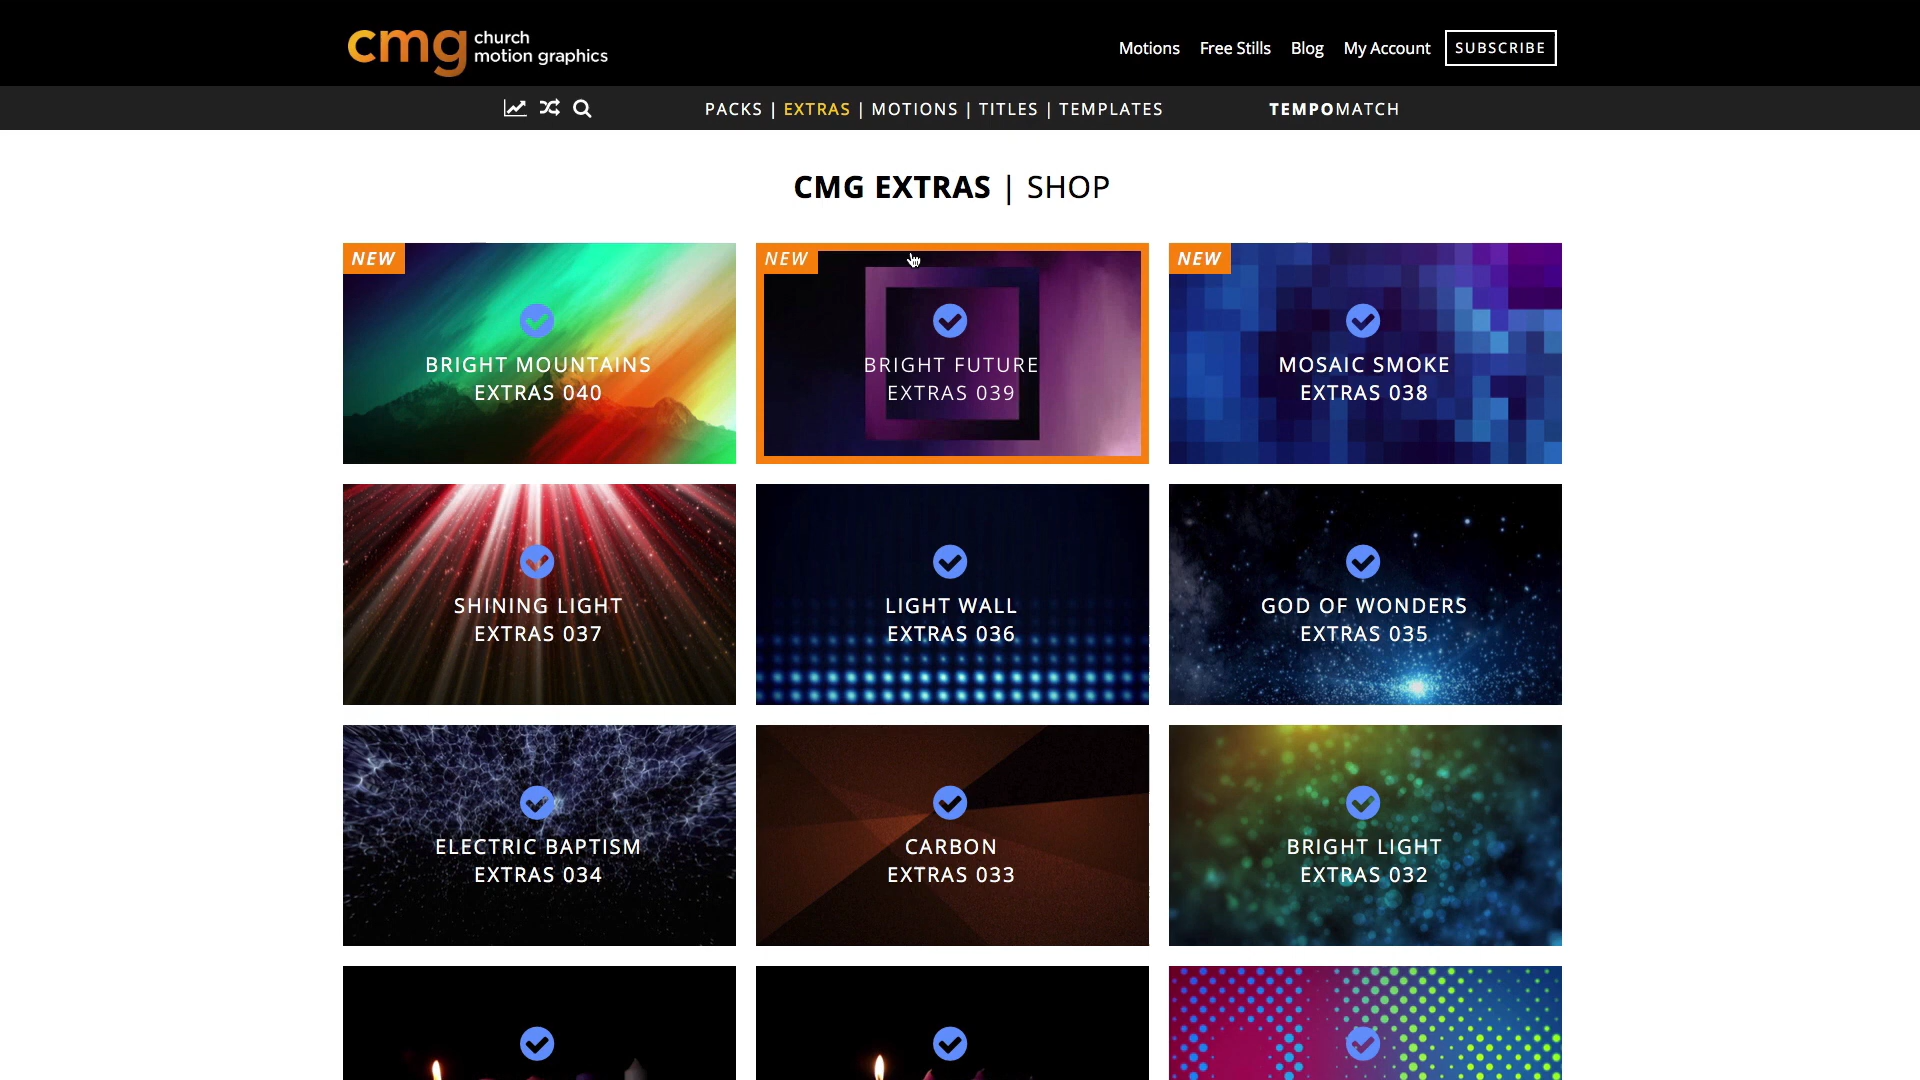 cmg church
motion graphics
Motions Free Stills Blog My Account SUBSCRIBE
PACKS | EXTRAS | MOTIONS | TITLES | TEMPLATES
TEMPOMATCH
CMG EXTRAS | SHOP
NEW
BRIGHT MOUNTAINS
EXTRAS 040
NEW
BRIGHT FUTURE
EXTRAS 039
NEW
MOSAIC SMOKE
EXTRAS 038
SHINING LIGHT
EXTRAS 037
LIGHT WALL
EXTRAS 036
GOD OF WONDERS
EXTRAS 035
ELECTRIC BAPTISM
EXTRAS 034
CARBON
EXTRAS 033
BRIGHT LIGHT
EXTRAS 032